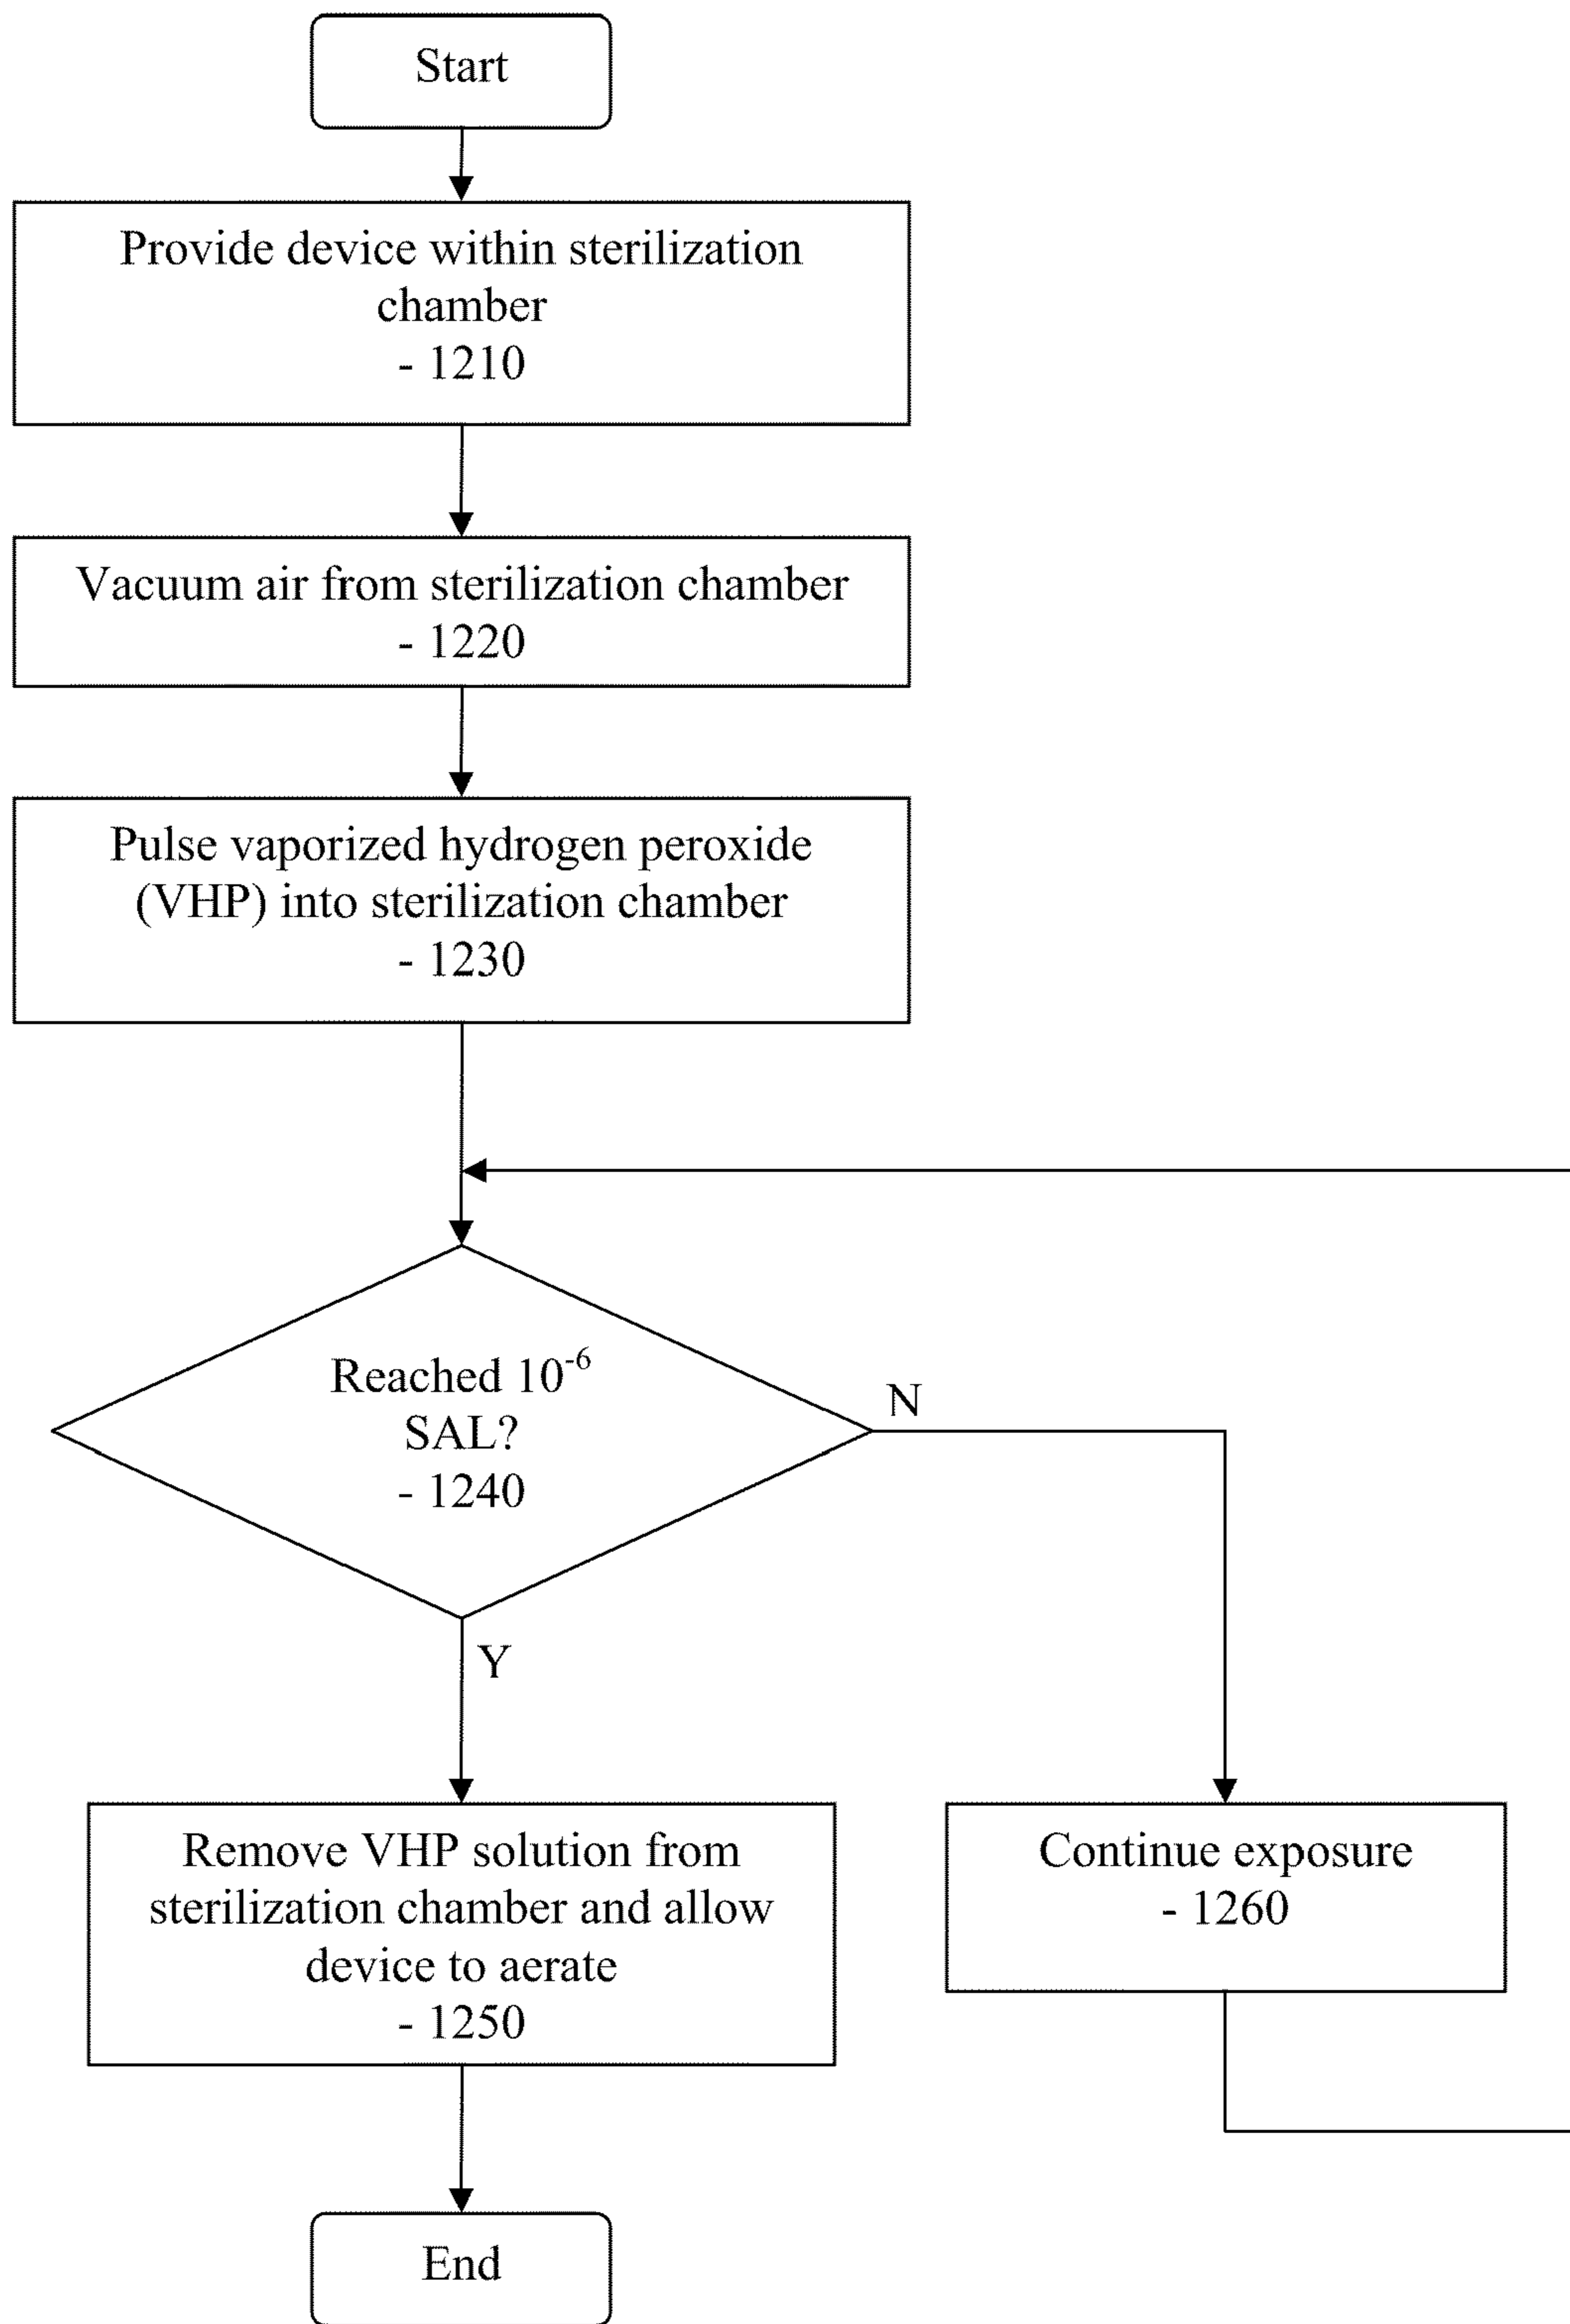 Start
Provide device within sterilization
chamber
- 1210
Vacuum air from sterilization chamber
- 1220
Pulse vaporized hydrogen peroxide
(VHP) into sterilization chamber
- 1230
Reached 10⁻⁶
SAL?
- 1240
N
Y
Remove VHP solution from
sterilization chamber and allow
device to aerate
- 1250
Continue exposure
- 1260
End